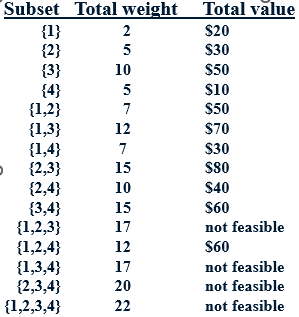 Subset Total weight Total value
{1} 2 $20
{2} 5 $30
{3} 10 $50
{4} 5 $10
{1,2} 7 $50
{1,3} 12 $70
{1,4} 7 $30
{2,3} 15 $80
{2,4} 10 $40
{3,4} 15 $60
{1,2,3} 17 not feasible
{1,2,4} 12 $60
{1,3,4} 17 not feasible
{2,3,4} 20 not feasible
{1,2,3,4} 22 not feasible